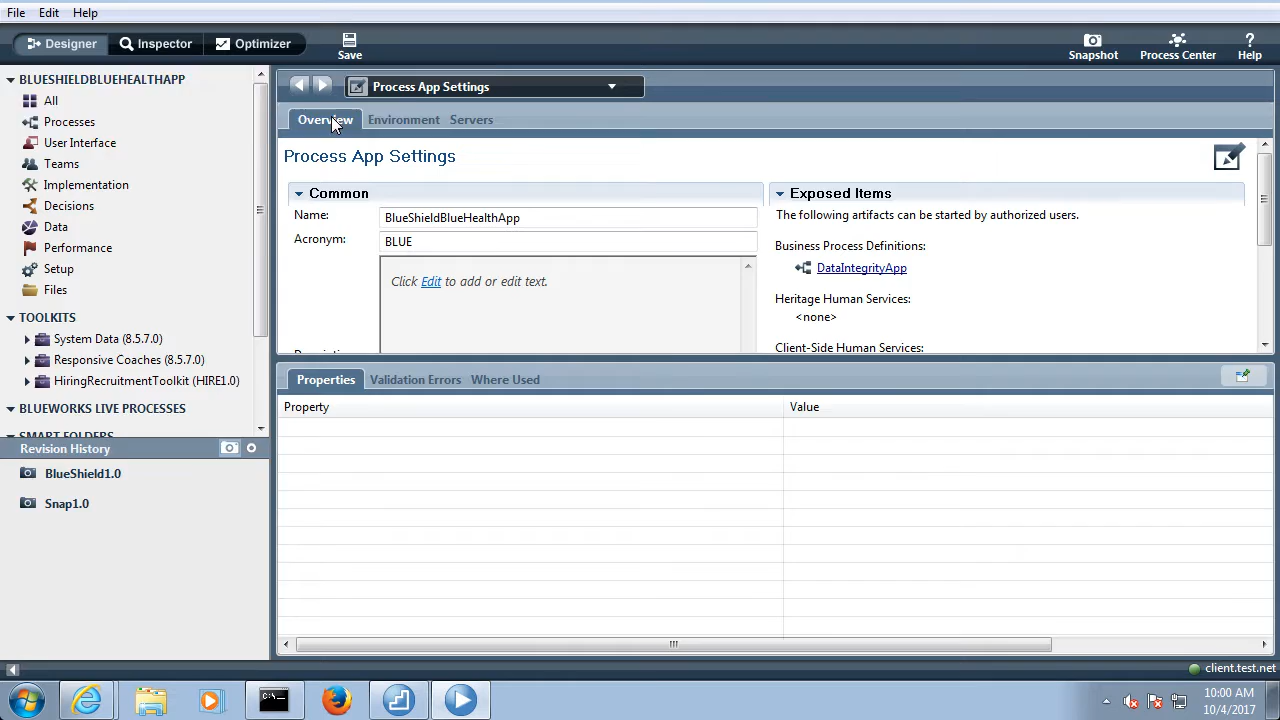 File Edit Help
Designer Inspector Optimizer Save Snapshot Process Center Help
BLUESHIELDBLUEHEALTHAPP
All
Processes
User Interface
Teams
Implementation
Decisions
Data
Performance
Setup
Files
TOOLKITS
System Data (8.5.7.0)
Responsive Coaches (8.5.7.0)
HiringRecruitmentToolkit (HIRE1.0)
BLUEWORKS LIVE PROCESSES
SMART FOLDERS
Revision History
BlueShield1.0
Snap1.0
Process App Settings
Overview Environment Servers
Process App Settings
Common
Name: BlueShieldBlueHealthApp
Acronym: BLUE
Click Edit to add or edit text.
Exposed Items
The following artifacts can be started by authorized users.
Business Process Definitions:
DataIntegrityApp
Heritage Human Services:
<none>
Client-Side Human Services:
Properties Validation Errors Where Used
Property Value
client.test.net
10:00 AM
10/4/2017